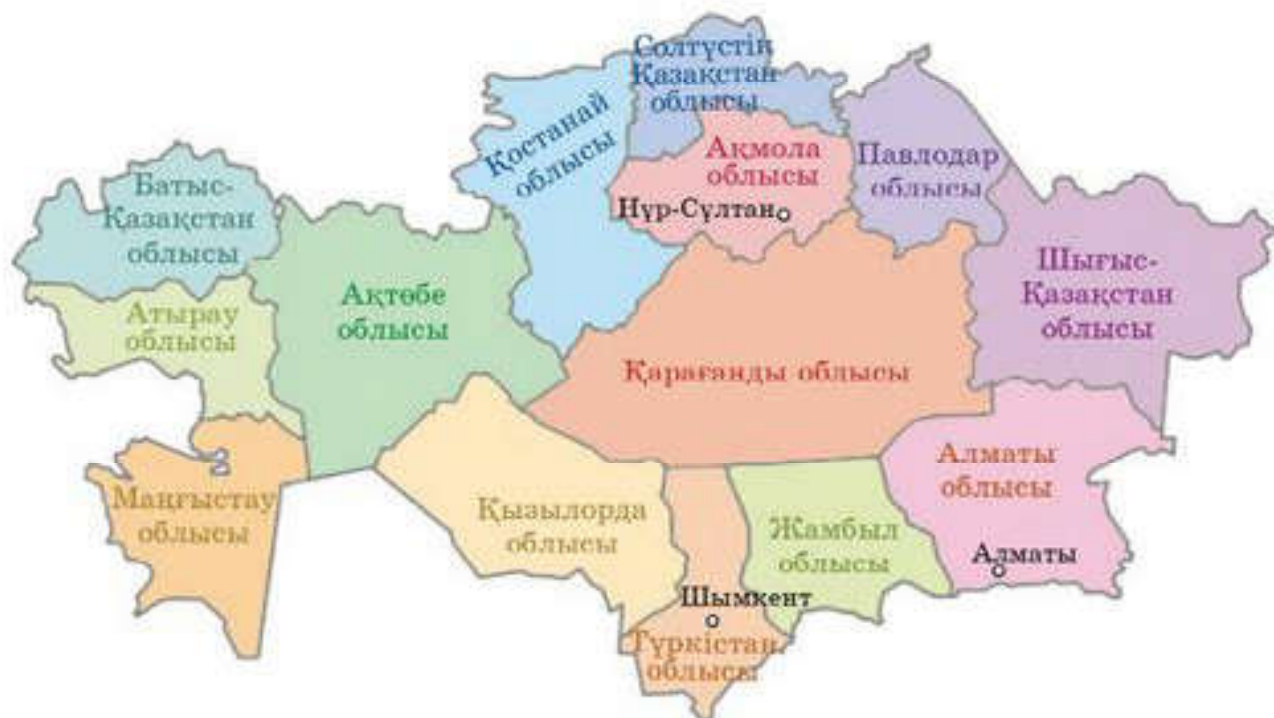 Солтүстік
Қазақстан
облысы
Қостанай
облысы
Ақмола
облысы
Нұр-Сұлтан
Павлодар
облысы
Батыс-
Қазақстан
облысы
Шығыс-
Қазақстан
облысы
Ақтөбе
облысы
Атырау
облысы
Қарағанды облысы
Алматы
облысы
Маңғыстау
облысы
Қызылорда
облысы
Жамбыл
облысы
Алматы
Шымкент
Түркістан
облысы